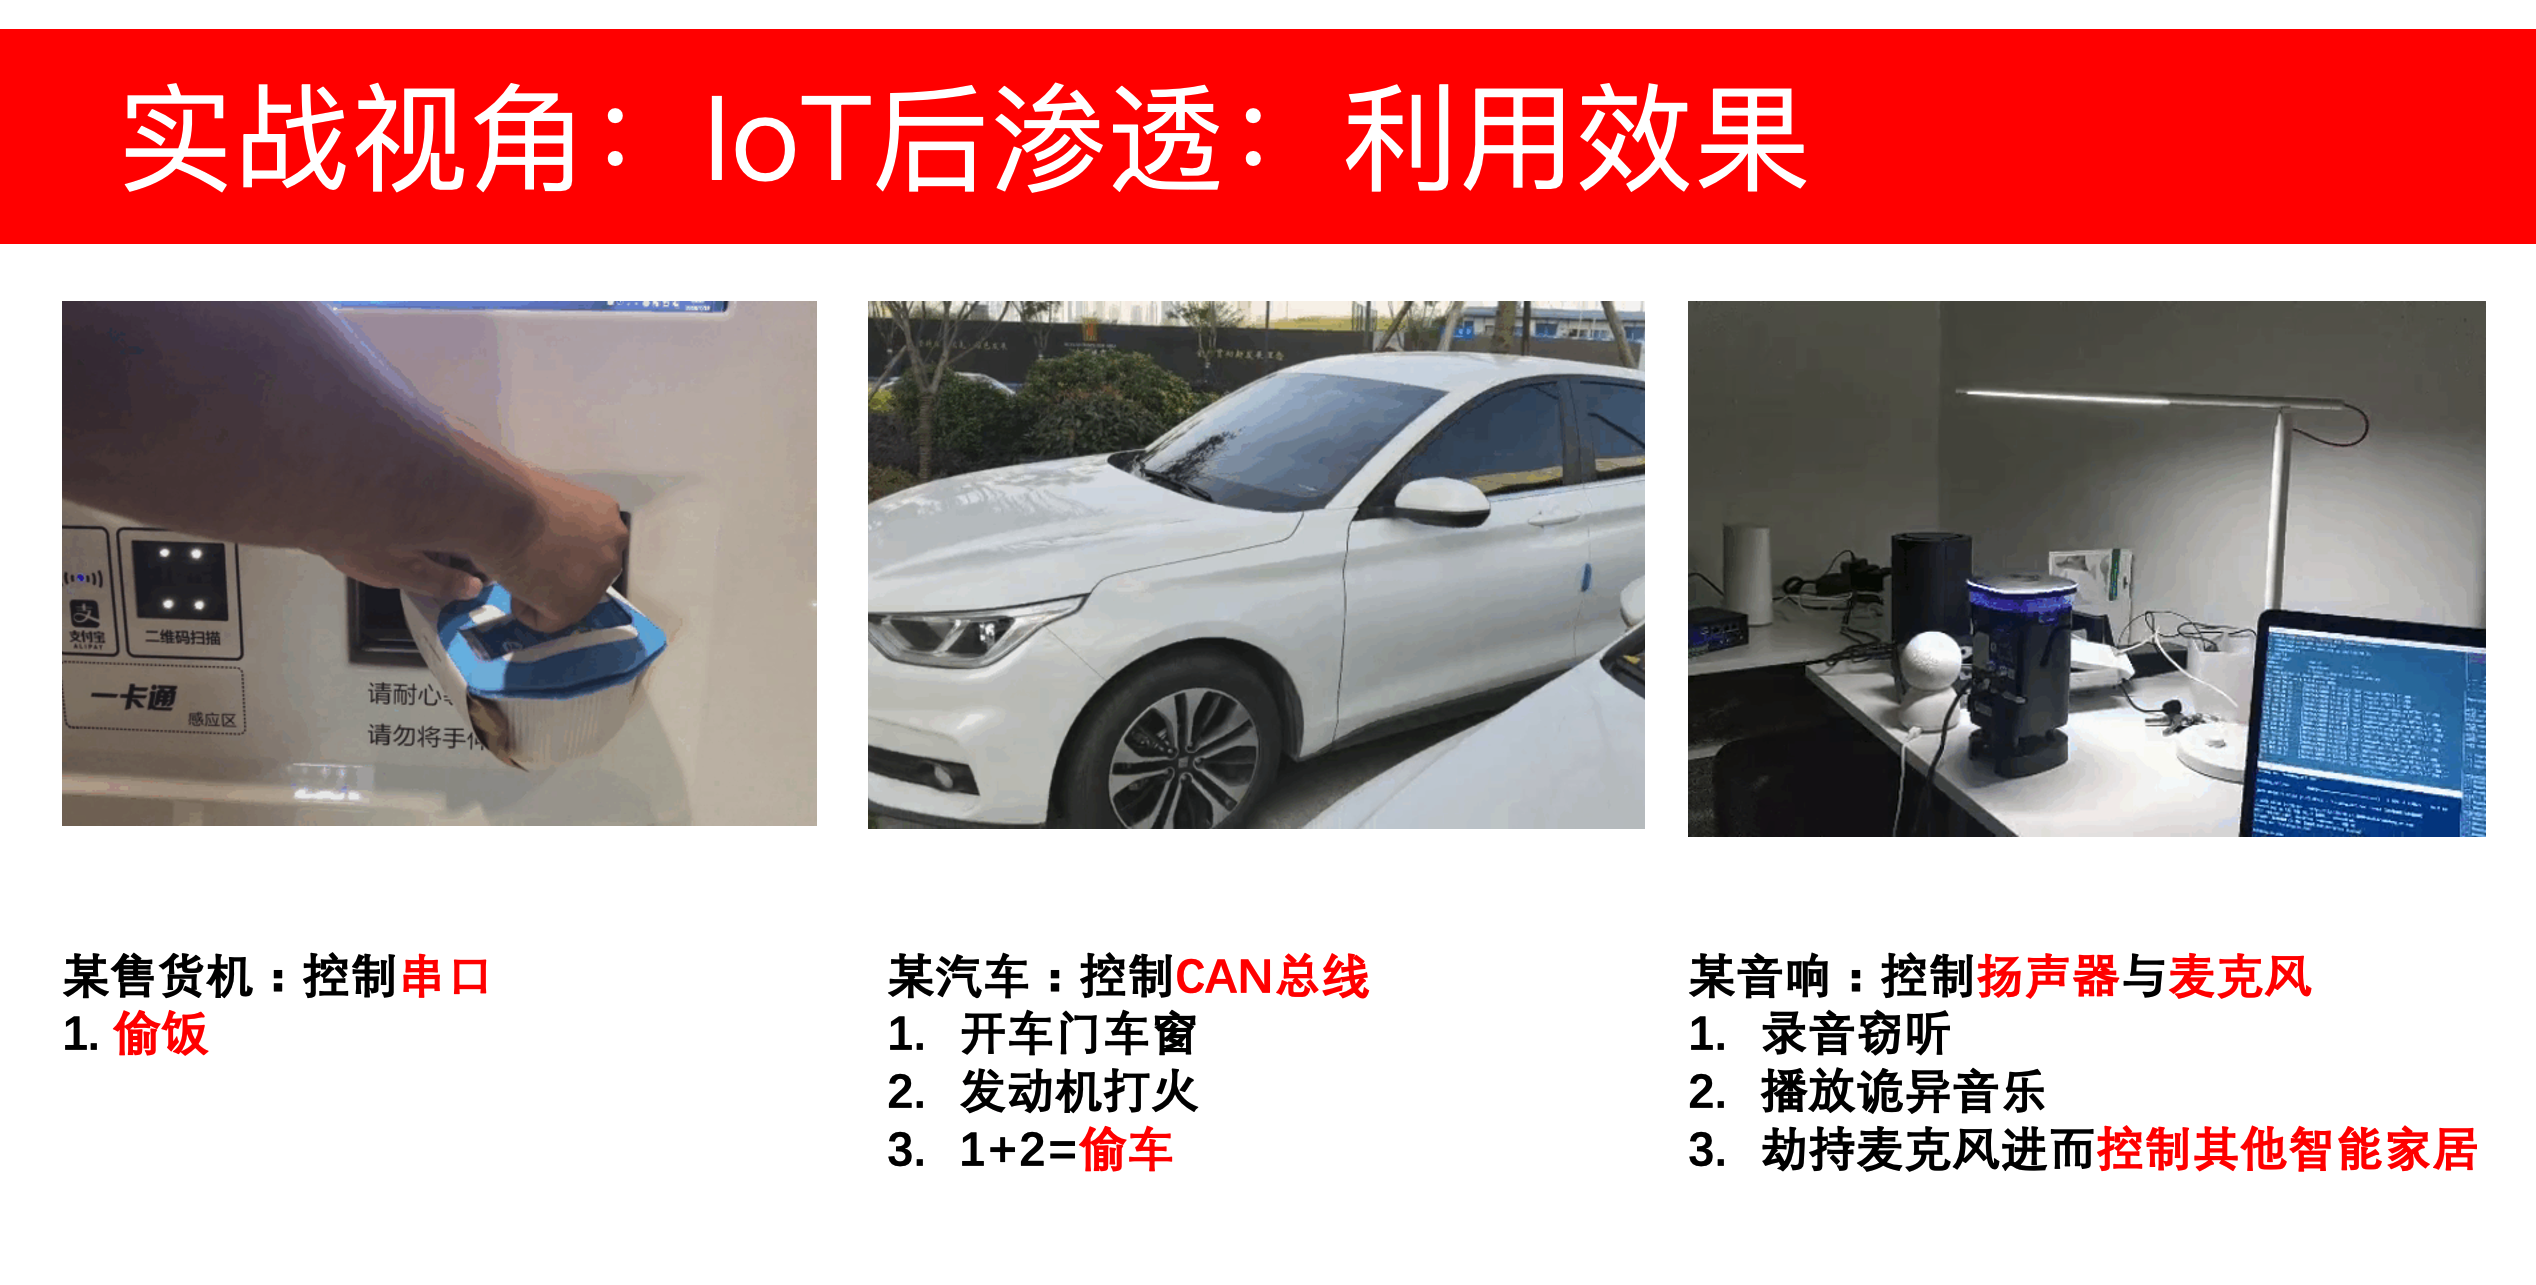 实战视角：IoT后渗透：利用效果
支付宝
ALIPAY
二维码扫描
一卡通
感应区
请耐心
请勿将手伸
某售货机：控制串口
1. 偷饭
某汽车：控制CAN总线
1. 开车门车窗
2. 发动机打火
3. 1+2=偷车
某音响：控制扬声器与麦克风
1. 录音窃听
2. 播放诡异音乐
3. 劫持麦克风进而控制其他智能家居